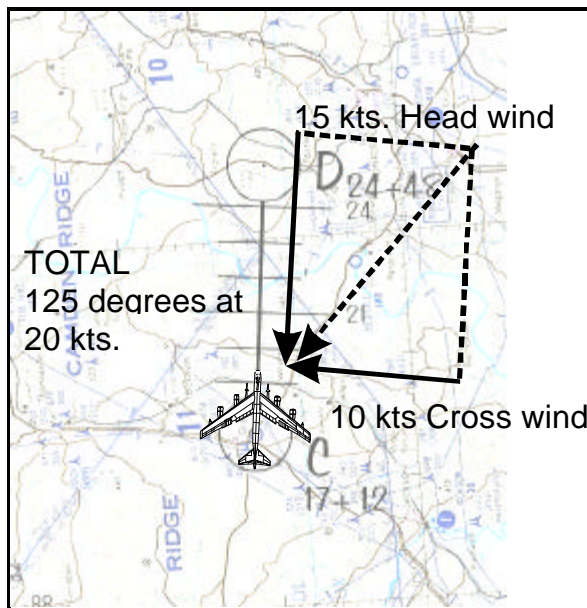 10
15 kts. Head wind
D 24+48
24
CAHLIN RIDGE
TOTAL
125 degrees at
20 kts.
21
10 kts Cross wind
11
C
17+12
RIDGE
88